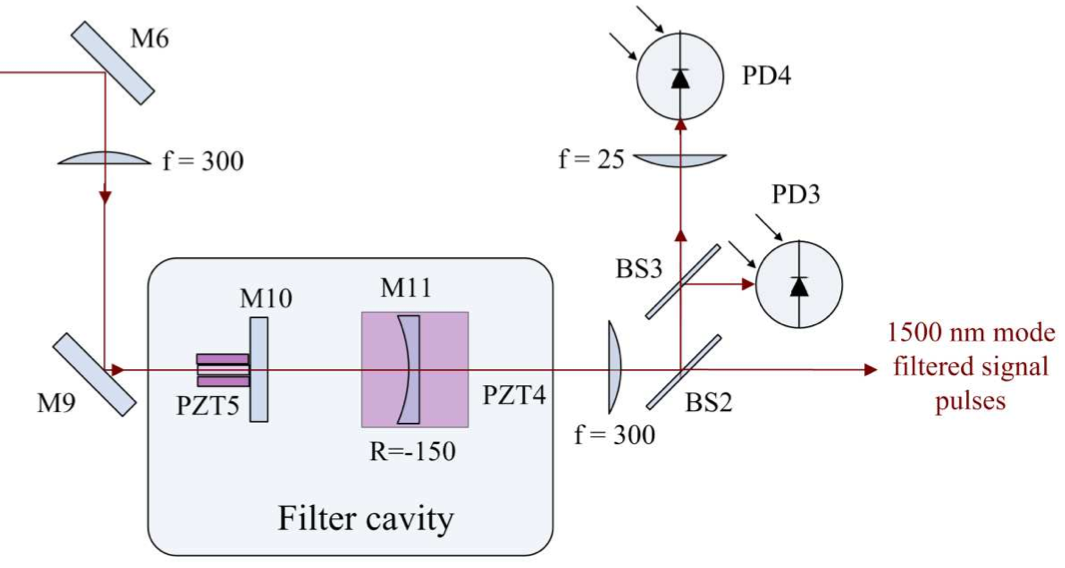 M6
PD4
f = 300
f = 25
PD3
BS3
M10
M11
1500 nm mode
filtered signal
pulses
M9
PZT5
PZT4
BS2
R=-150
f = 300
Filter cavity